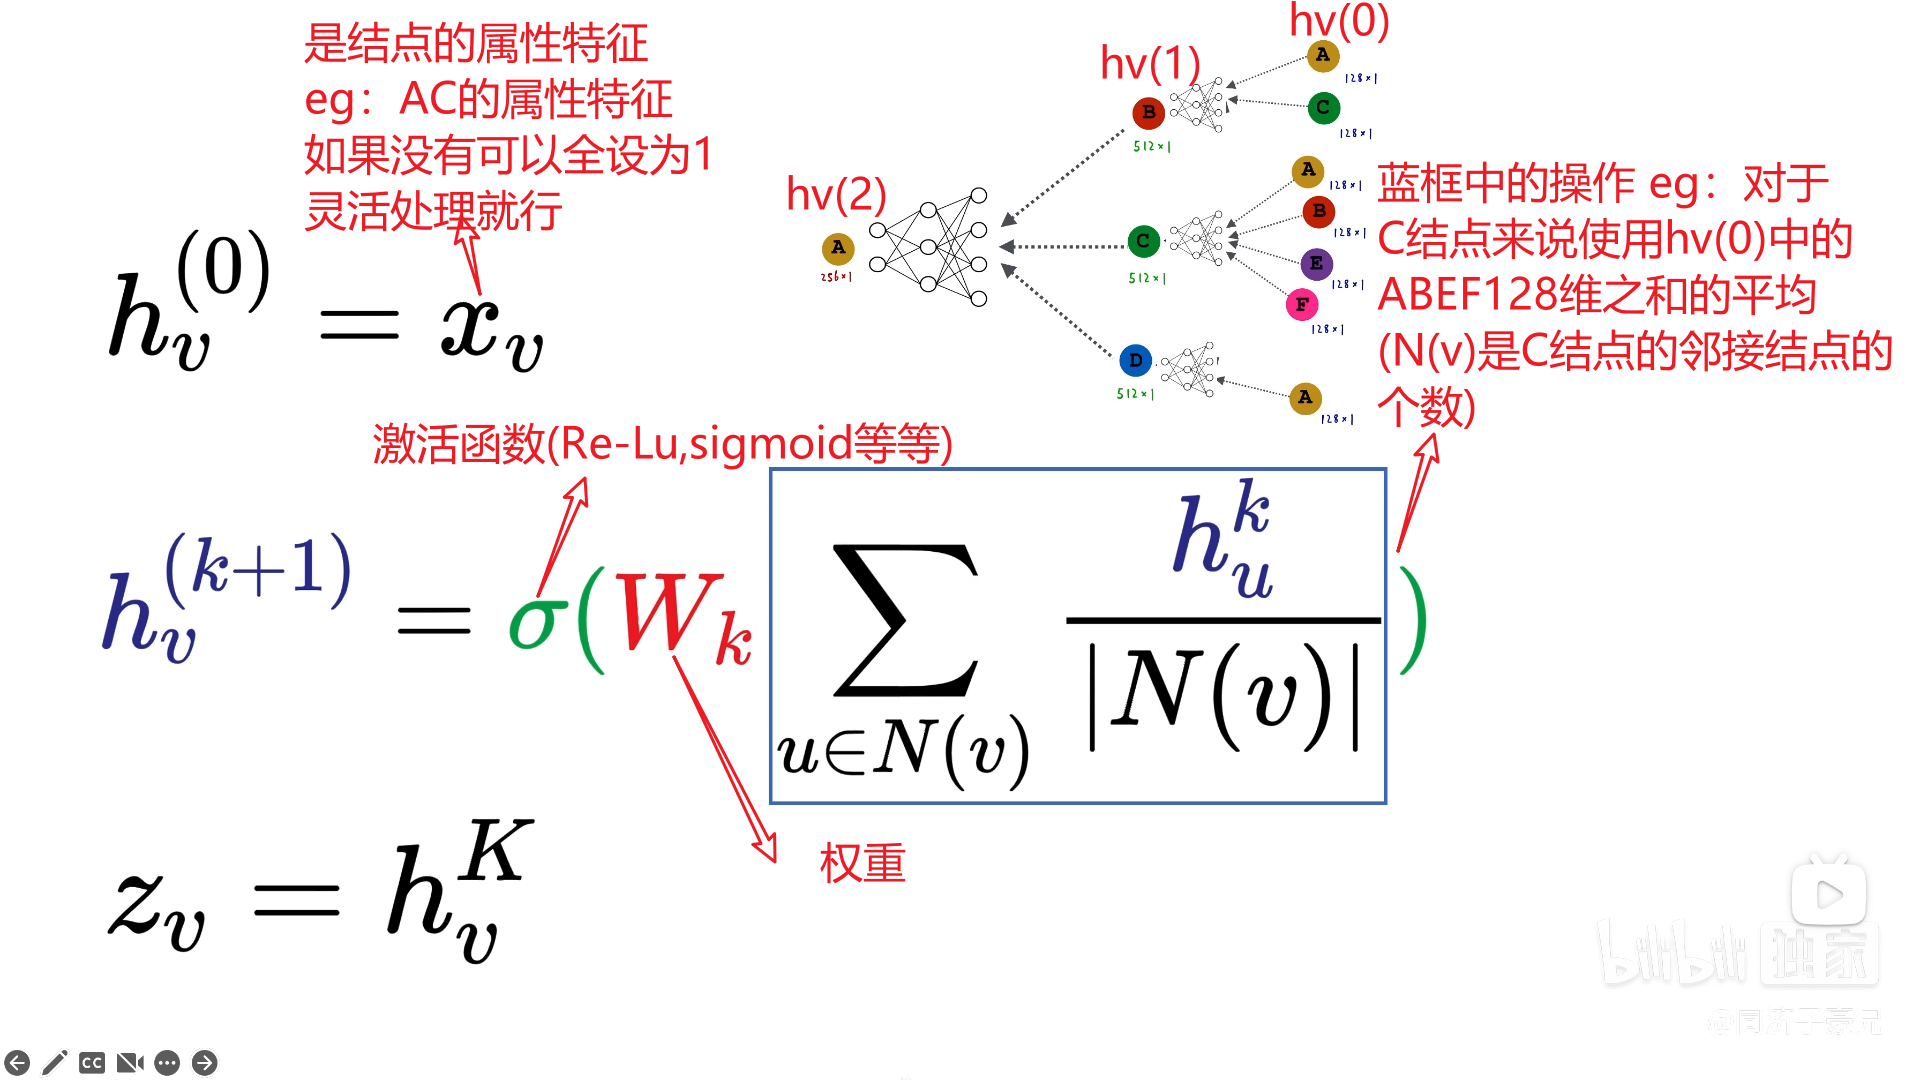 是结点的属性特征
eg：AC的属性特征
如果没有可以全设为1
灵活处理就行
hv(0)
hv(1)
hv(2)
A
128×1
C
128×1
B
512×1
A
128×1
B
128×1
E
128×1
F
128×1
C
512×1
A
256×1
D
512×1
A
128×1
蓝框中的操作 eg：对于
C结点来说使用hv(0)中的
ABEF128维之和的平均
(N(v)是C结点的邻接结点的
个数)
h_v^{(0)} = x_v
激活函数(Re-Lu,sigmoid等等)
h_v^{(k+1)} = σ(W_k ∑_{u∈N(v)} h_u^k / |N(v)|)
权重
z_v = h_v^K
bilibili 独家
@同济子豪兄
CC